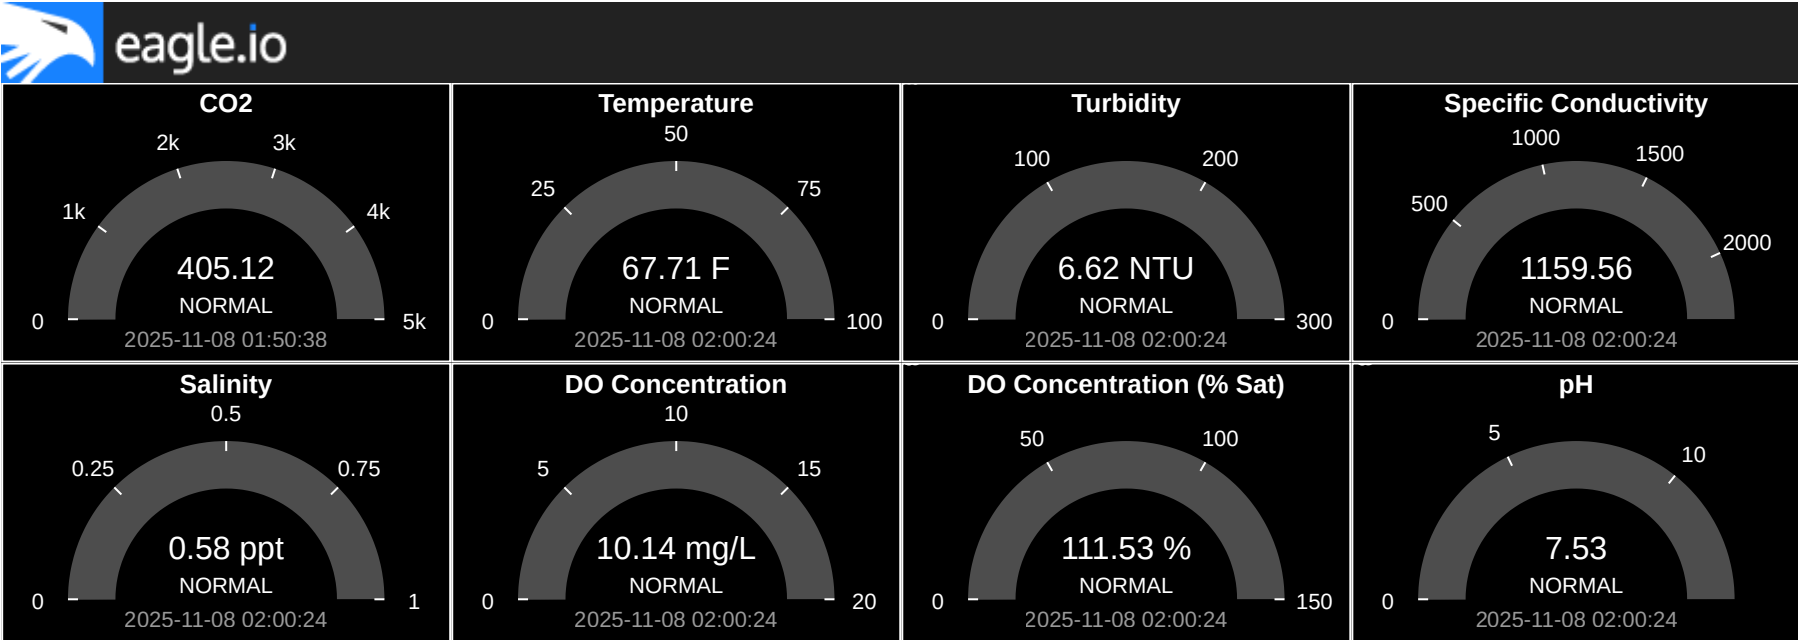 eagle.io
CO2
2k
3k
1k
4k
405.12
NORMAL
0
5k
2025-11-08 01:50:38
Temperature
50
25
75
67.71 F
NORMAL
0
100
2025-11-08 02:00:24
Turbidity
100
200
6.62 NTU
NORMAL
0
300
2025-11-08 02:00:24
Specific Conductivity
1000
1500
500
2000
1159.56
NORMAL
0
2025-11-08 02:00:24
Salinity
0.5
0.25
0.75
0.58 ppt
NORMAL
0
1
2025-11-08 02:00:24
DO Concentration
10
5
15
10.14 mg/L
NORMAL
0
20
2025-11-08 02:00:24
DO Concentration (% Sat)
50
100
111.53 %
NORMAL
0
150
2025-11-08 02:00:24
pH
5
10
7.53
NORMAL
0
2025-11-08 02:00:24